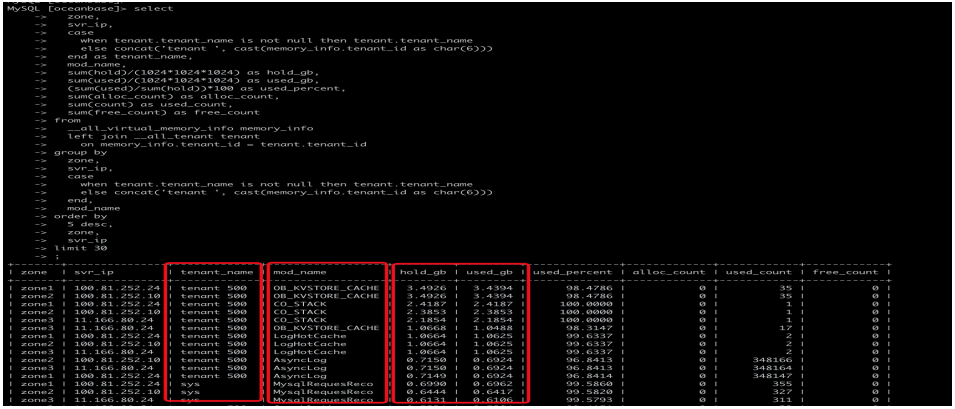 MySQL [oceanbase]> select
    -> zone,
    -> svr_ip,
    -> case
    -> when tenant.tenant_name is not null then tenant.tenant_name
    -> else concat('tenant ', cast(memory_info.tenant_id as char(6)))
    -> end as tenant_name,
    -> mod_name,
    -> sum(hold)/(1024*1024*1024) as hold_gb,
    -> sum(used)/(1024*1024*1024) as used_gb,
    -> (sum(used)/sum(hold))*100 as used_percent,
    -> sum(alloc_count) as alloc_count,
    -> sum(count) as used_count,
    -> sum(free_count) as free_count
    -> from
    -> __all_virtual_memory_info memory_info
    -> left join __all_tenant tenant
    -> on memory_info.tenant_id = tenant.tenant_id
    -> group by
    -> zone,
    -> svr_ip,
    -> case
    -> when tenant.tenant_name is not null then tenant.tenant_name
    -> else concat('tenant ', cast(memory_info.tenant_id as char(6)))
    -> end,
    -> mod_name
    -> order by
    -> 5 desc,
    -> zone,
    -> svr_ip
    -> limit 30
    -> ;
| zone | svr_ip | tenant_name | mod_name | hold_gb | used_gb | used_percent | alloc_count | used_count | free_count |
| zone1 | 100.81.252.24 | tenant 500 | OB_KVSTORE_CACHE | 3.4926 | 3.4394 | 98.4786 | 0 | 35 | 0 |
| zone2 | 100.81.252.10 | tenant 500 | OB_KVSTORE_CACHE | 3.4926 | 3.4394 | 98.4786 | 0 | 35 | 0 |
| zone1 | 100.81.252.24 | tenant 500 | CO_STACK | 2.4187 | 2.4187 | 100.0000 | 0 | 1 | 0 |
| zone2 | 100.81.252.10 | tenant 500 | CO_STACK | 2.3853 | 2.3853 | 100.0000 | 0 | 1 | 0 |
| zone3 | 11.166.80.24 | tenant 500 | CO_STACK | 2.1854 | 2.1854 | 100.0000 | 0 | 1 | 0 |
| zone3 | 11.166.80.24 | tenant 500 | OB_KVSTORE_CACHE | 1.0668 | 1.0488 | 98.3147 | 0 | 17 | 0 |
| zone1 | 100.81.252.24 | tenant 500 | LogHotCache | 1.0664 | 1.0625 | 99.6337 | 0 | 2 | 0 |
| zone2 | 100.81.252.10 | tenant 500 | LogHotCache | 1.0664 | 1.0625 | 99.6337 | 0 | 2 | 0 |
| zone3 | 11.166.80.24 | tenant 500 | LogHotCache | 1.0664 | 1.0625 | 99.6337 | 0 | 2 | 0 |
| zone2 | 100.81.252.10 | tenant 500 | AsyncLog | 0.7150 | 0.6924 | 96.8413 | 0 | 348166 | 0 |
| zone3 | 11.166.80.24 | tenant 500 | AsyncLog | 0.7150 | 0.6924 | 96.8413 | 0 | 348164 | 0 |
| zone1 | 100.81.252.24 | tenant 500 | AsyncLog | 0.7149 | 0.6924 | 96.8414 | 0 | 348147 | 0 |
| zone1 | 100.81.252.24 | sys | MysqlRequesReco | 0.6990 | 0.6962 | 99.5860 | 0 | 355 | 0 |
| zone2 | 100.81.252.10 | sys | MysqlRequesReco | 0.6444 | 0.6417 | 99.5820 | 0 | 327 | 0 |
| zone3 | 11.166.80.24 | sys | MysqlRequesReco | 0.6131 | 0.6106 | 99.5793 | 0 | 311 | 0 |